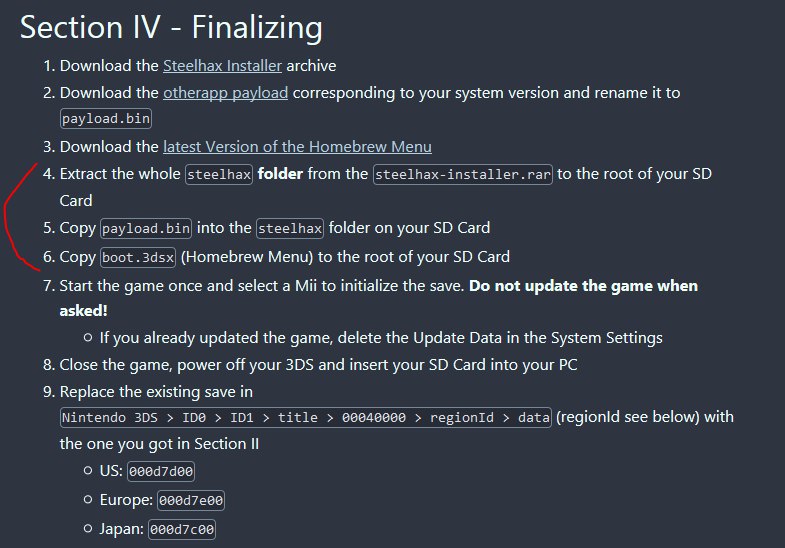 Section IV - Finalizing
1. Download the Steelhax Installer archive
2. Download the otherapp payload corresponding to your system version and rename it to
payload.bin
3. Download the latest Version of the Homebrew Menu
4. Extract the whole steelhax folder from the steelhax-installer.rar to the root of your SD
Card
5. Copy payload.bin into the steelhax folder on your SD Card
6. Copy boot.3dsx (Homebrew Menu) to the root of your SD Card
7. Start the game once and select a Mii to initialize the save. Do not update the game when
asked!
If you already updated the game, delete the Update Data in the System Settings
8. Close the game, power off your 3DS and insert your SD Card into your PC
9. Replace the existing save in
Nintendo 3DS > ID0 > ID1 > title > 00040000 > regionId > data (regionId see below) with
the one you got in Section II
US: 000d7d00
Europe: 000d7e00
Japan: 000d7c00